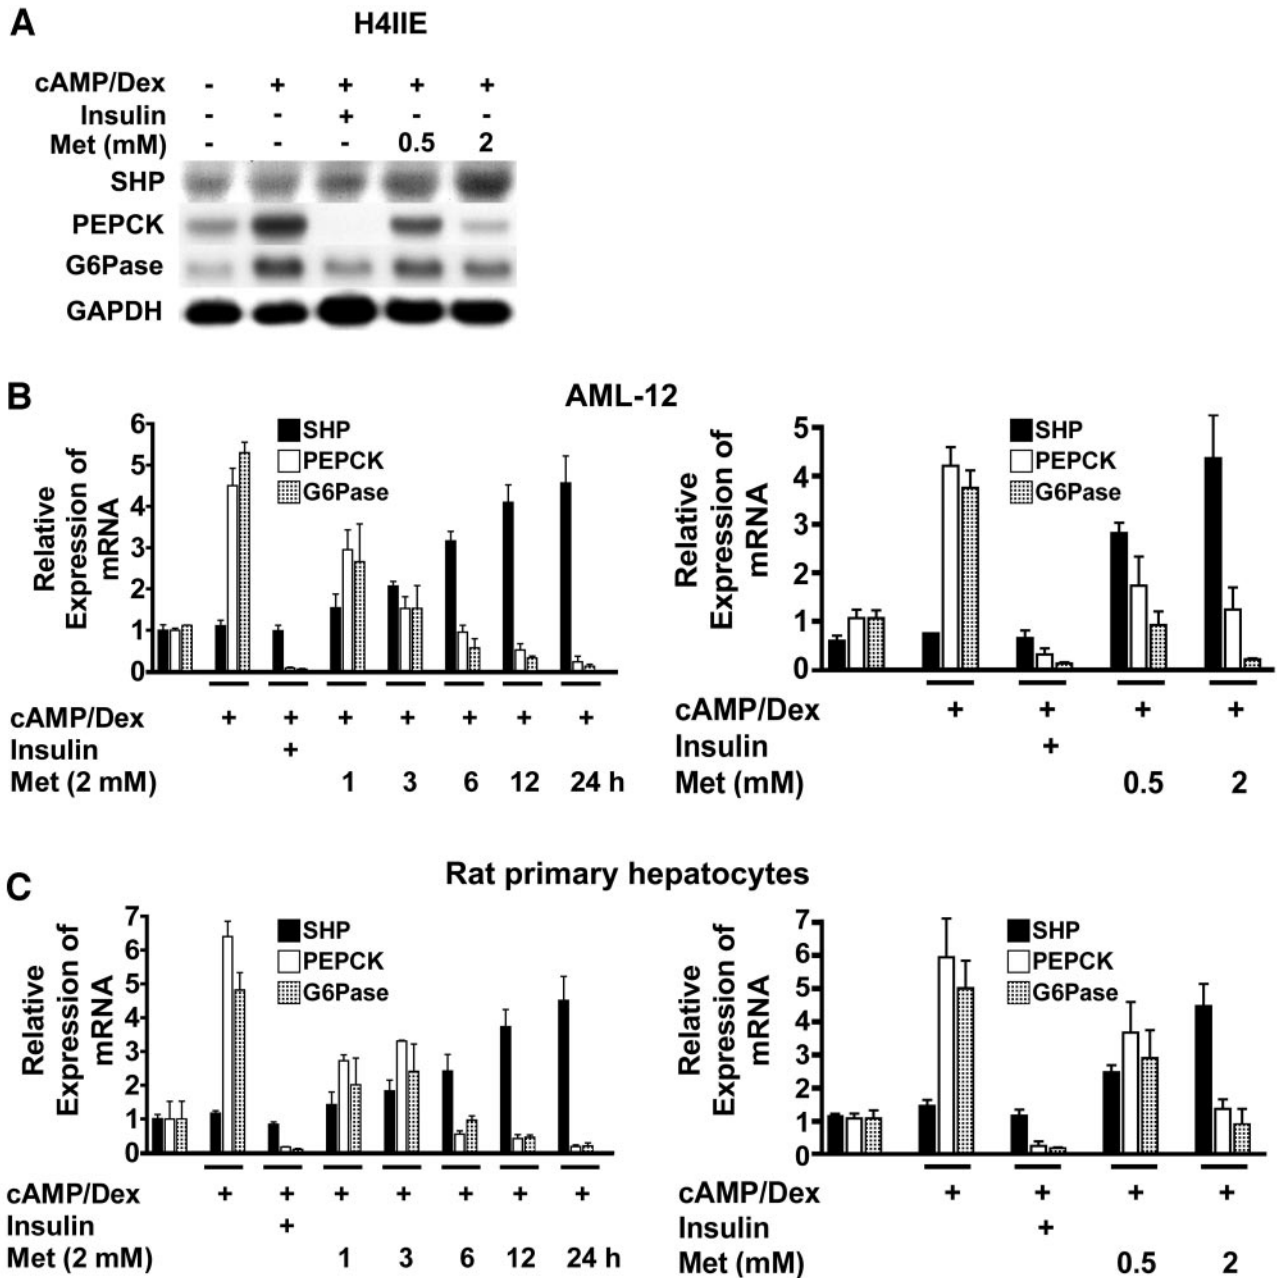 A
H4IIE
cAMP/Dex - + + + +
Insulin - - + - -
Met (mM) - - - 0.5 2
SHP
PEPCK
G6Pase
GAPDH
B
AML-12
Relative
Expression of
mRNA
6
5
4
3
2
1
0
SHP
PEPCK
G6Pase
cAMP/Dex + + + + + + +
Insulin +
Met (2 mM) 1 3 6 12 24 h
Relative
Expression of
mRNA
5
4
3
2
1
0
SHP
PEPCK
G6Pase
cAMP/Dex + + + +
Insulin +
Met (mM) 0.5 2
C
Rat primary hepatocytes
Relative
Expression of
mRNA
7
6
5
4
3
2
1
0
SHP
PEPCK
G6Pase
cAMP/Dex + + + + + + +
Insulin +
Met (2 mM) 1 3 6 12 24 h
Relative
Expression of
mRNA
7
6
5
4
3
2
1
0
SHP
PEPCK
G6Pase
cAMP/Dex + + + +
Insulin +
Met (mM) 0.5 2